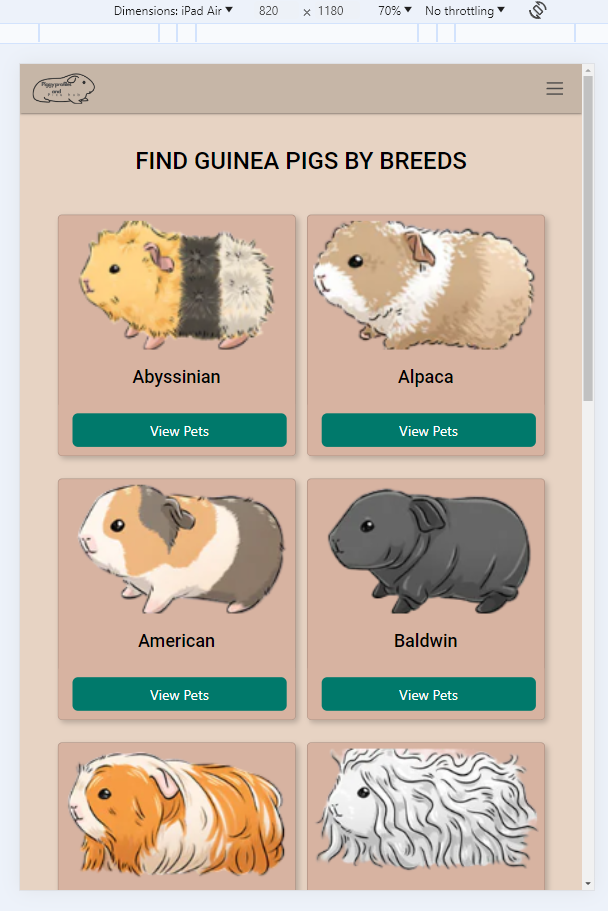 Dimensions: iPad Air 820 × 1180 70% No throttling
and
FIND GUINEA PIGS BY BREEDS
Abyssinian Alpaca
View Pets View Pets
American Baldwin
View Pets View Pets